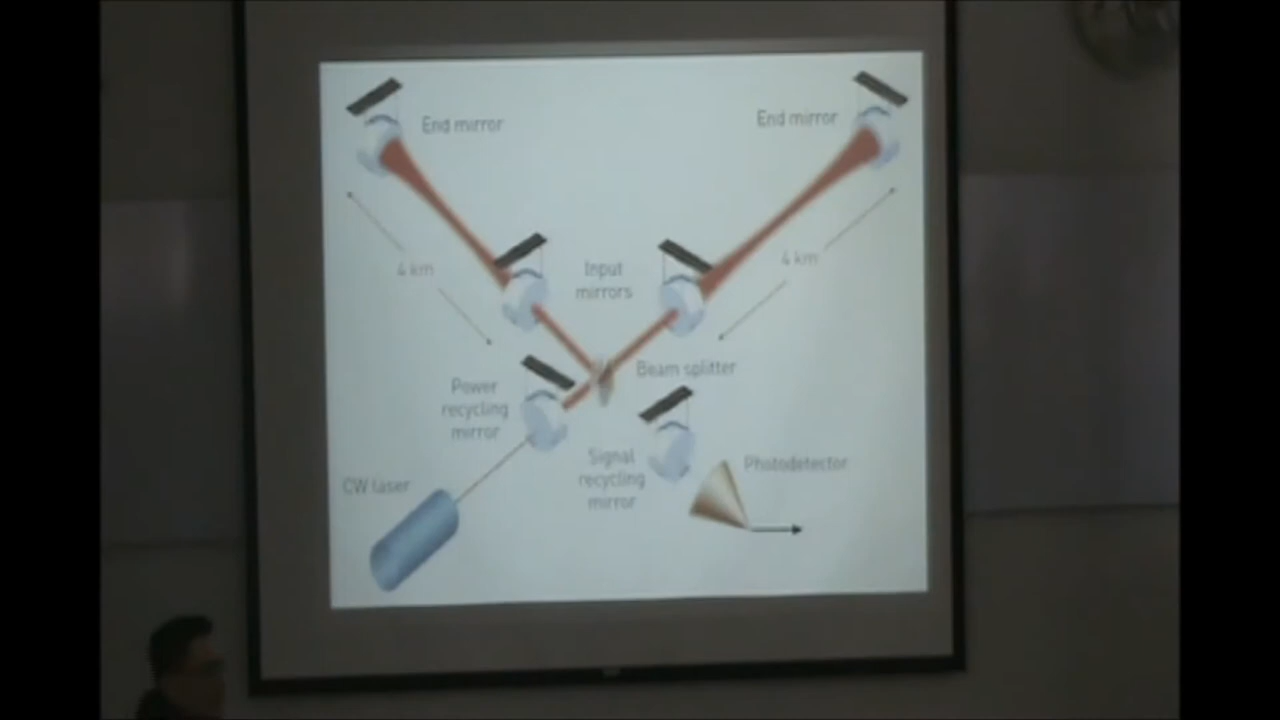 End mirror
End mirror
4 km
Input
mirrors
4 km
Beam splitter
Power
recycling
mirror
Signal
recycling
mirror
Photodetector
CW laser